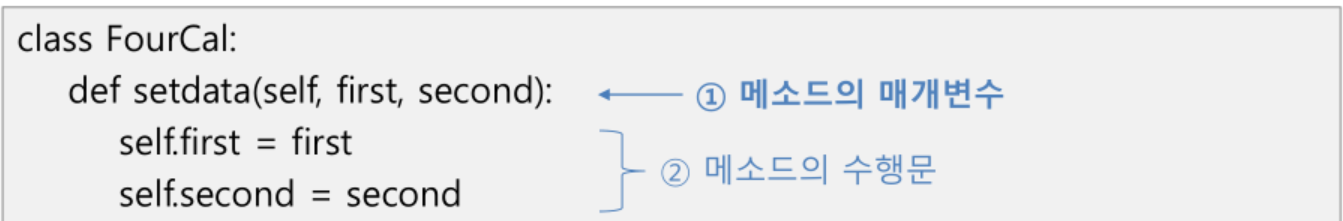 class FourCal:
def setdata(self, first, second): ① 메소드의 매개변수
self.first = first
② 메소드의 수행문
self.second = second